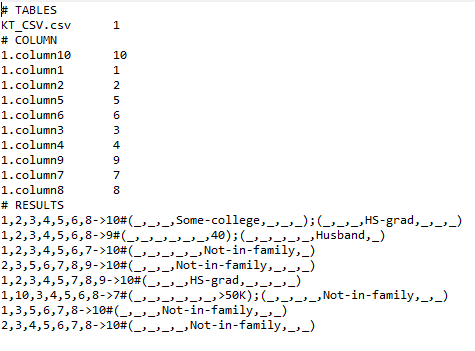 # TABLES
KT_CSV.csv	1
# COLUMN
1.column10	10
1.column1	1
1.column2	2
1.column5	5
1.column6	6
1.column3	3
1.column4	4
1.column9	9
1.column7	7
1.column8	8
# RESULTS
1,2,3,4,5,6,8->10#(_,_,_,Some-college,_,_,_);(_,_,_,HS-grad,_,_,_)
1,2,3,4,5,6,8->9#(_,_,_,_,_,_,40);(_,_,_,_,_,Husband,_)
1,2,3,4,5,6,7->10#(_,_,_,_,_,Not-in-family,_)
2,3,5,6,7,8,9->10#(_,_,_,Not-in-family,_,_,_)
1,2,3,4,5,7,8,9->10#(_,_,_,HS-grad,_,_,_,_)
1,10,3,4,5,6,8->7#(_,_,_,_,_,_,>50K);(_,_,_,_,Not-in-family,_,_)
1,3,5,6,7,8->10#(_,_,_,Not-in-family,_,_)
2,3,4,5,6,7,8->10#(_,_,_,_,Not-in-family,_,_)